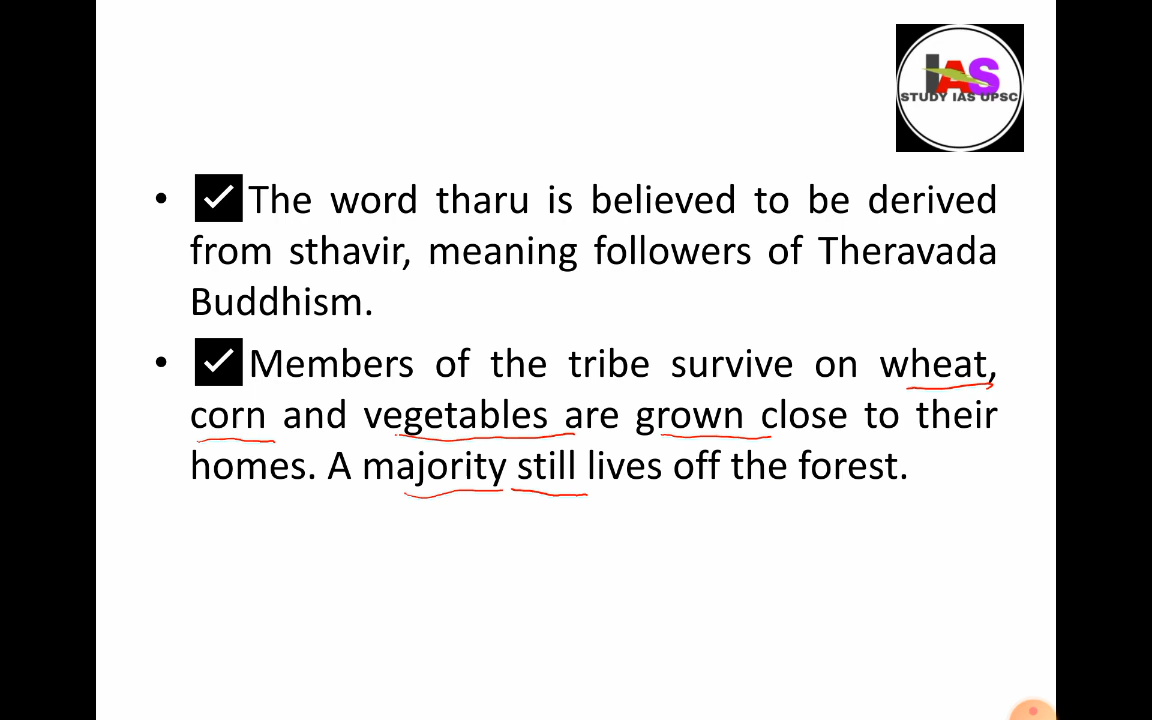 IAS
STUDY IAS UPSC
• ✓ The word tharu is believed to be derived
from sthavir, meaning followers of Theravada
Buddhism.
• ✓ Members of the tribe survive on wheat,
corn and vegetables are grown close to their
homes. A majority still lives off the forest.